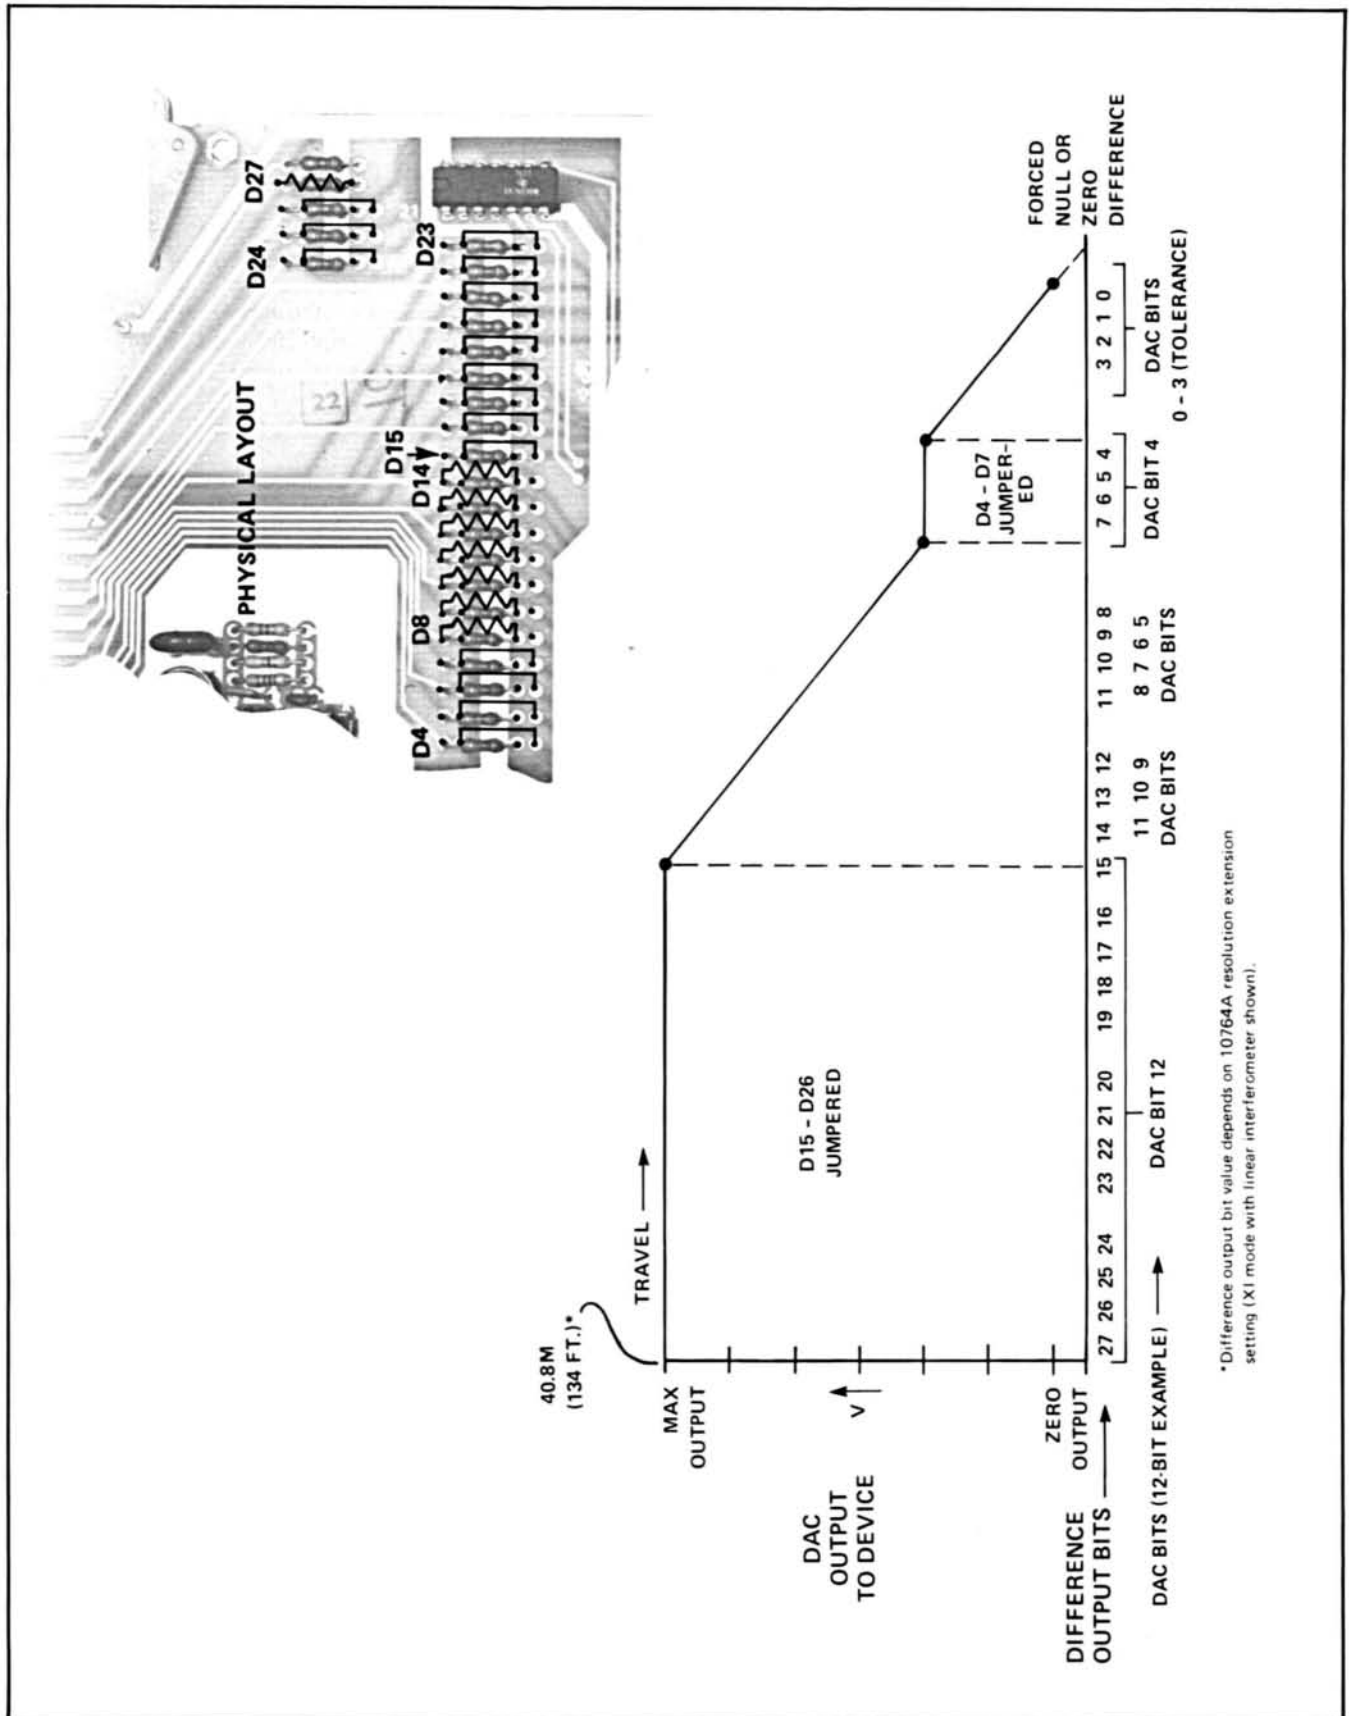 PHYSICAL LAYOUT
D4
D8
D14
D15
D23
D24
D27
22
40.8M
(134 FT.)*
TRAVEL
MAX
OUTPUT
V
ZERO
OUTPUT
DAC
OUTPUT
TO DEVICE
D15 - D26
JUMPERED
D4 - D7
JUMPER-
ED
FORCED
NULL OR
ZERO
DIFFERENCE
DIFFERENCE
OUTPUT BITS
27 26 25 24 23 22 21 20 19 18 17 16 15 14 13 12 11 10 9 8 7 6 5 4 3 2 1 0
DAC BITS (12-BIT EXAMPLE)
DAC BIT 12
11 10 9
DAC BITS
8 7 6 5
DAC BITS
DAC BIT 4
DAC BITS
0 - 3 (TOLERANCE)
*Difference output bit value depends on 10764A resolution extension
setting (XI mode with linear interferometer shown).